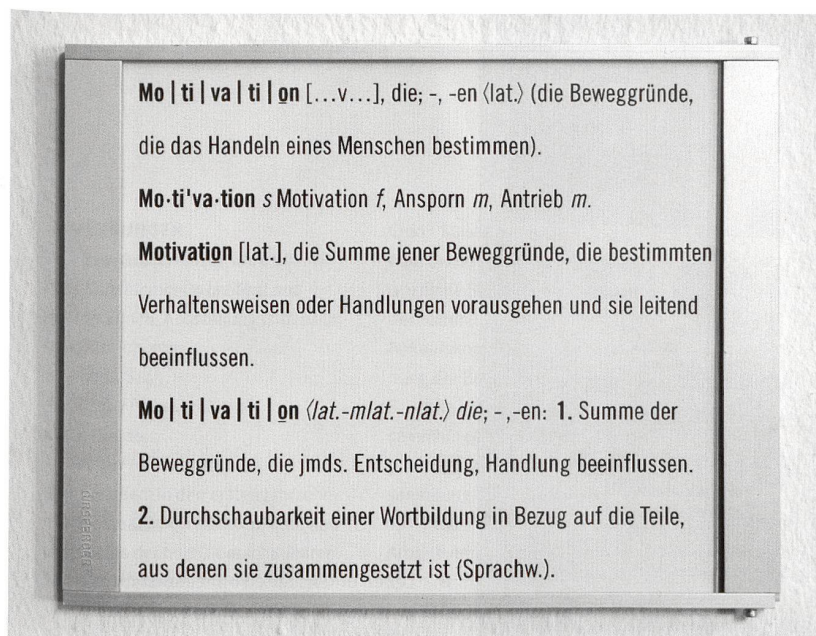 Mo | ti | va | ti | o̲n [...v...], die; -, -en ⟨lat.⟩ (die Beweggründe,
die das Handeln eines Menschen bestimmen).
Mo·ti'va·tion s Motivation f, Ansporn m, Antrieb m.
Motivatio̲n [lat.], die Summe jener Beweggründe, die bestimmten
Verhaltensweisen oder Handlungen vorausgehen und sie leitend
beeinflussen.
Mo | ti | va | ti | o̲n ⟨lat.-mlat.-nlat.⟩ die; - ,-en: 1. Summe der
Beweggründe, die jmds. Entscheidung, Handlung beeinflussen.
2. Durchschaubarkeit einer Wortbildung in Bezug auf die Teile,
aus denen sie zusammengesetzt ist (Sprachw.).